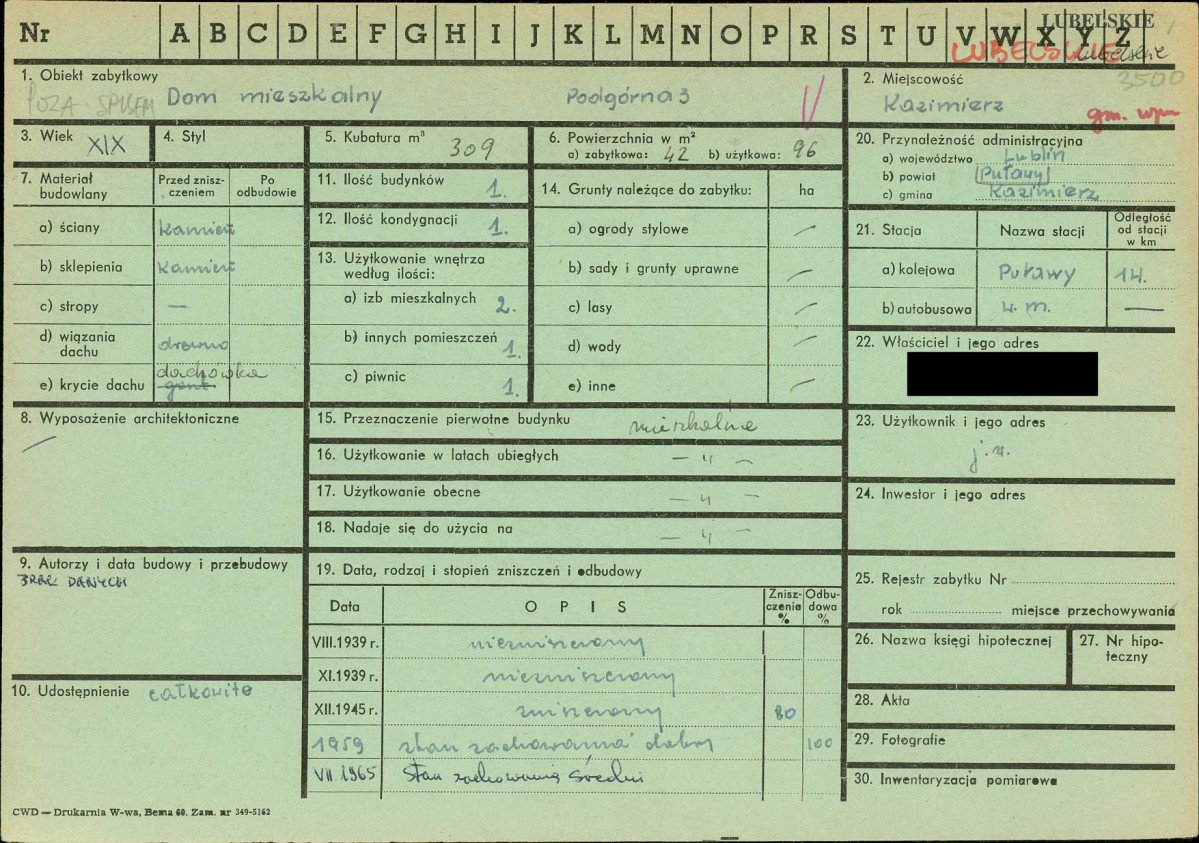 Nr A B C D E F G H I J K L M N O P R S T U V W X Y Z
LUBELSKIE
LUBELSKIE
lubelskie
1. Obiekt zabytkowy
POZA SPISEM Dom mieszkalny Podgórna 3
2. Miejscowość 3500
Kazimierz
3. Wiek XIX
4. Styl
5. Kubatura m³ 309
6. Powierzchnia w m²
a) zabytkowa: 42 b) użytkowa: 96
20. Przynależność administracyjna
a) województwo Lublin
b) powiat Puławy
c) gmina Kazimierz
7. Materiał budowlany
Przed znisz-
czeniem
Po
odbudowie
a) ściany kamień
b) sklepienia kamień
c) stropy —
d) wiązania
dachu drewno
dachówka
e) krycie dachu gont
11. Ilość budynków 1.
12. Ilość kondygnacji 1.
13. Użytkowanie wnętrza
według ilości:
a) izb mieszkalnych 2.
b) innych pomieszczeń 1.
c) piwnic 1.
14. Grunty należące do zabytku: ha
a) ogrody stylowe —
b) sady i grunty uprawne —
c) lasy —
d) wody —
e) inne —
21. Stacja
Nazwa stacji
Odległość
od stacji
w km
a) kolejowa Puławy 14.
b) autobusowa w. m. —
22. Właściciel i jego adres
8. Wyposażenie architektoniczne
—
15. Przeznaczenie pierwotne budynku mieszkalne
16. Użytkowanie w latach ubiegłych — „ —
17. Użytkowanie obecne — „ —
18. Nadaje się do użycia na — „ —
23. Użytkownik i jego adres
j. w.
24. Inwestor i jego adres
9. Autorzy i data budowy i przebudowy
BRAK DANYCH
10. Udostępnienie całkowite
19. Data, rodzaj i stopień zniszczeń i odbudowy
Data OPIS
Znisz-
czenia
%
Odbu-
dowa
%
VIII.1939 r. niezniszczony
XI.1939 r. niezniszczony
XII.1945 r. zniszczony 80
1959 stan zachowania dobry 100
VII.1965 Stan zachowania średni
25. Rejestr zabytku Nr
rok miejsce przechowywania
26. Nazwa księgi hipotecznej
27. Nr hipo-
teczny
28. Akta
29. Fotografie
30. Inwentaryzacja pomiarowa
CWD — Drukarnia W-wa, Bema 60. Zam. nr 349-5162